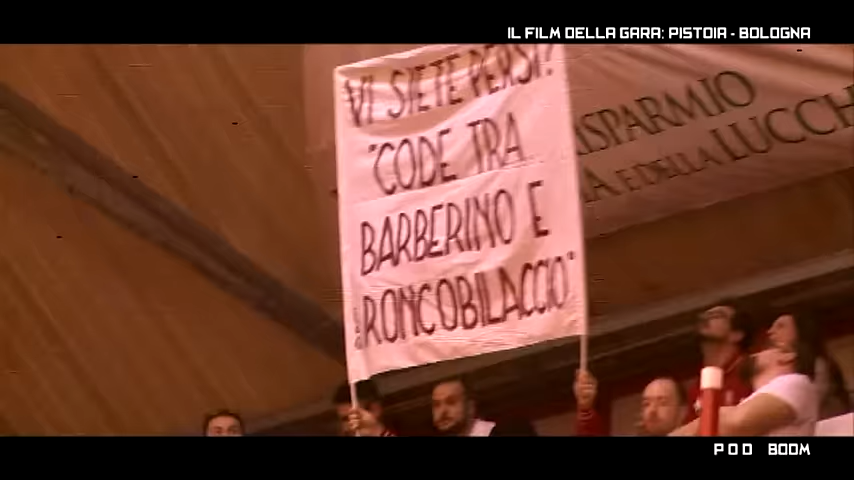 IL FILM DELLA GARA: PISTOIA - BOLOGNA
VI SIETE PERSI?
"CODE TRA
BARBERINO E
RONCOBILACCIO"
RISPARMIO
A E DELLA LUCCH
POD BOOM